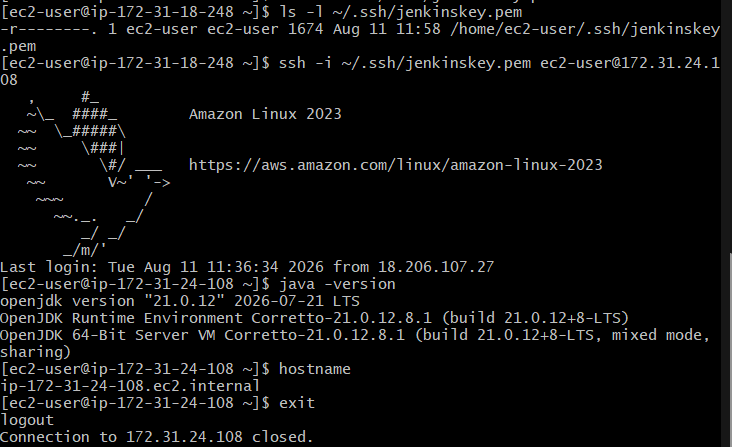 [ec2-user@ip-172-31-18-248 ~]$ ls -l ~/.ssh/jenkinskey.pem
-r--------. 1 ec2-user ec2-user 1674 Aug 11 11:58 /home/ec2-user/.ssh/jenkinskey
.pem
[ec2-user@ip-172-31-18-248 ~]$ ssh -i ~/.ssh/jenkinskey.pem ec2-user@172.31.24.1
08
   ,     #_
   ~\_  ####_        Amazon Linux 2023
  ~~  \_#####\
  ~~     \###|
  ~~       \#/ ___   https://aws.amazon.com/linux/amazon-linux-2023
   ~~       V~' '->
    ~~~         /
      ~~._.   _/
         _/ _/
       _/m/'
Last login: Tue Aug 11 11:36:34 2026 from 18.206.107.27
[ec2-user@ip-172-31-24-108 ~]$ java -version
openjdk version "21.0.12" 2026-07-21 LTS
OpenJDK Runtime Environment Corretto-21.0.12.8.1 (build 21.0.12+8-LTS)
OpenJDK 64-Bit Server VM Corretto-21.0.12.8.1 (build 21.0.12+8-LTS, mixed mode,
sharing)
[ec2-user@ip-172-31-24-108 ~]$ hostname
ip-172-31-24-108.ec2.internal
[ec2-user@ip-172-31-24-108 ~]$ exit
logout
Connection to 172.31.24.108 closed.